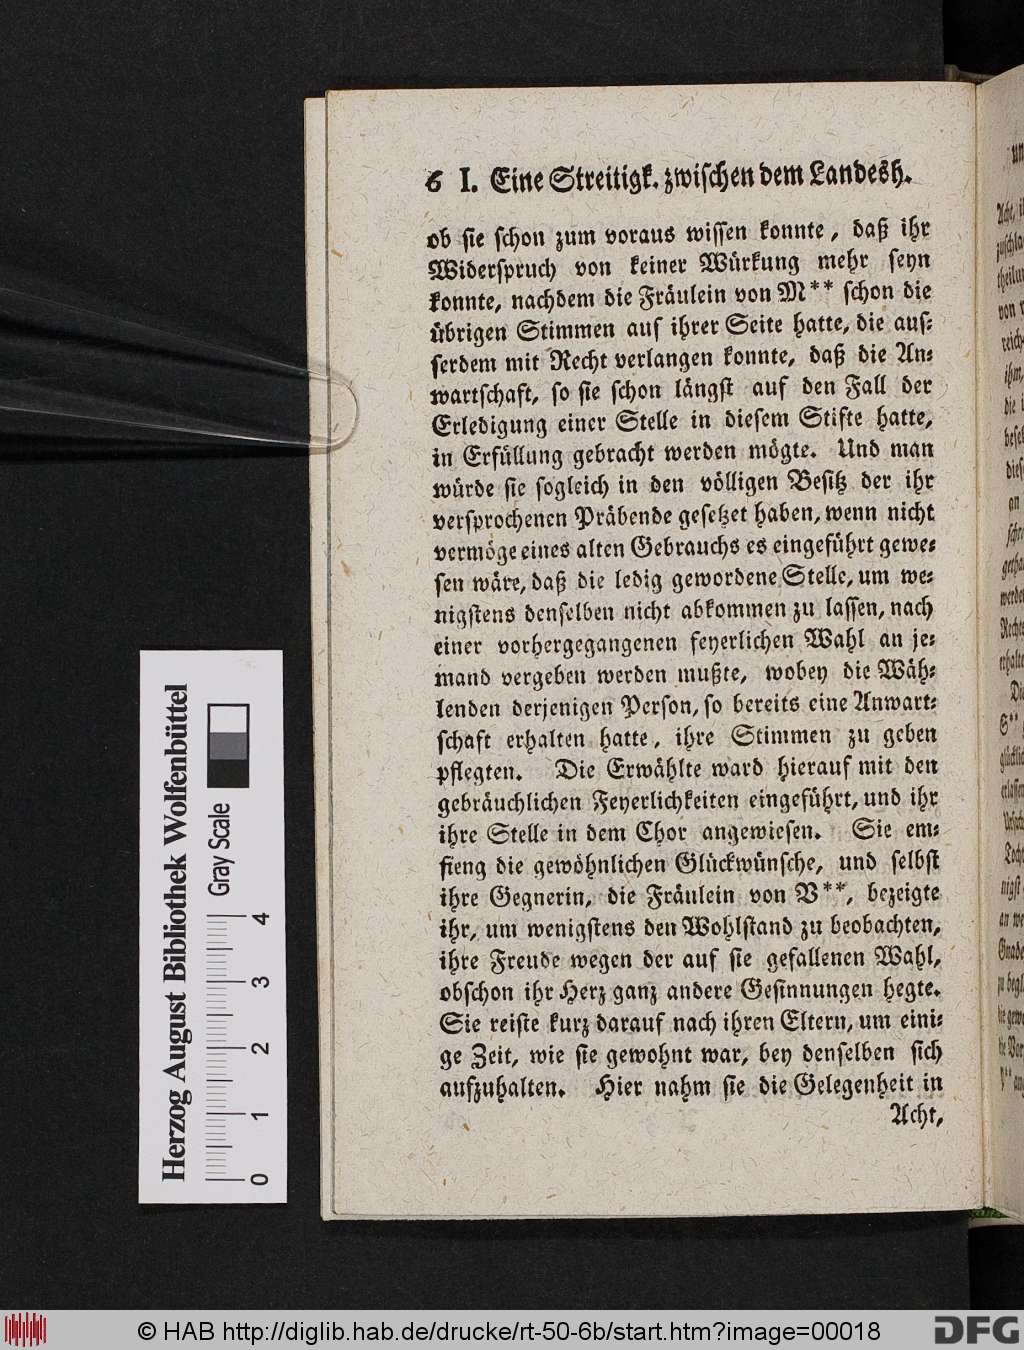 6 I. Eine Streitigk. zwischen dem Landesh.
ob sie schon zum voraus wissen konnte, daß ihr
Widerspruch von keiner Würkung mehr seyn
konnte, nachdem die Fräulein von M** schon die
übrigen Stimmen auf ihrer Seite hatte, die aus-
serdem mit Recht verlangen konnte, daß die An-
wartschaft, so sie schon längst auf den Fall der
Erledigung einer Stelle in diesem Stifte hatte,
in Erfüllung gebracht werden mögte. Und man
würde sie sogleich in den völligen Besitz der ihr
versprochenen Präbende gesetzet haben, wenn nicht
vermöge eines alten Gebrauchs es eingeführt gewe-
sen wäre, daß die ledig gewordene Stelle, um we-
nigstens denselben nicht abkommen zu lassen, nach
einer vorhergegangenen feyerlichen Wahl an je-
mand vergeben werden mußte, wobey die Wäh-
lenden derjenigen Person, so bereits eine Anwart-
schaft erhalten hatte, ihre Stimmen zu geben
pflegten. Die Erwählte ward hierauf mit den
gebräuchlichen Feyerlichkeiten eingeführt, und ihr
ihre Stelle in dem Chor angewiesen. Sie em-
fieng die gewöhnlichen Glückwünsche, und selbst
ihre Gegnerin, die Fräulein von V**, bezeigte
ihr, um wenigstens den Wohlstand zu beobachten,
ihre Freude wegen der auf sie gefallenen Wahl,
obschon ihr Herz ganz andere Gesinnungen hegte.
Sie reiste kurz darauf nach ihren Eltern, um eini-
ge Zeit, wie sie gewohnt war, bey denselben sich
aufzuhalten. Hier nahm sie die Gelegenheit in
Acht,
Herzog August Bibliothek Wolfenbüttel
Gray Scale
0 1 2 3 4
© HAB http://diglib.hab.de/drucke/rt-50-6b/start.htm?image=00018
DFG